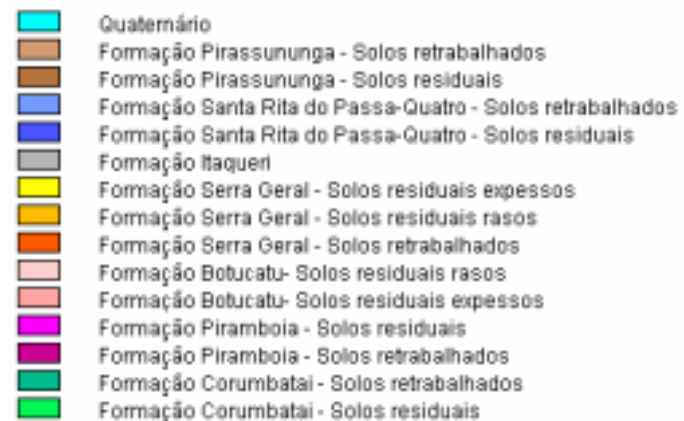 Quaternário
Formação Pirassununga - Solos retrabalhados
Formação Pirassununga - Solos residuais
Formação Santa Rita do Passa-Quatro - Solos retrabalhados
Formação Santa Rita do Passa-Quatro - Solos residuais
Formação Itaqueri
Formação Serra Geral - Solos residuais expessos
Formação Serra Geral - Solos residuais rasos
Formação Serra Geral - Solos retrabalhados
Formação Botucatu- Solos residuais rasos
Formação Botucatu- Solos residuais expessos
Formação Piramboia - Solos residuais
Formação Piramboia - Solos retrabalhados
Formação Corumbatai - Solos retrabalhados
Formação Corumbatai - Solos residuais